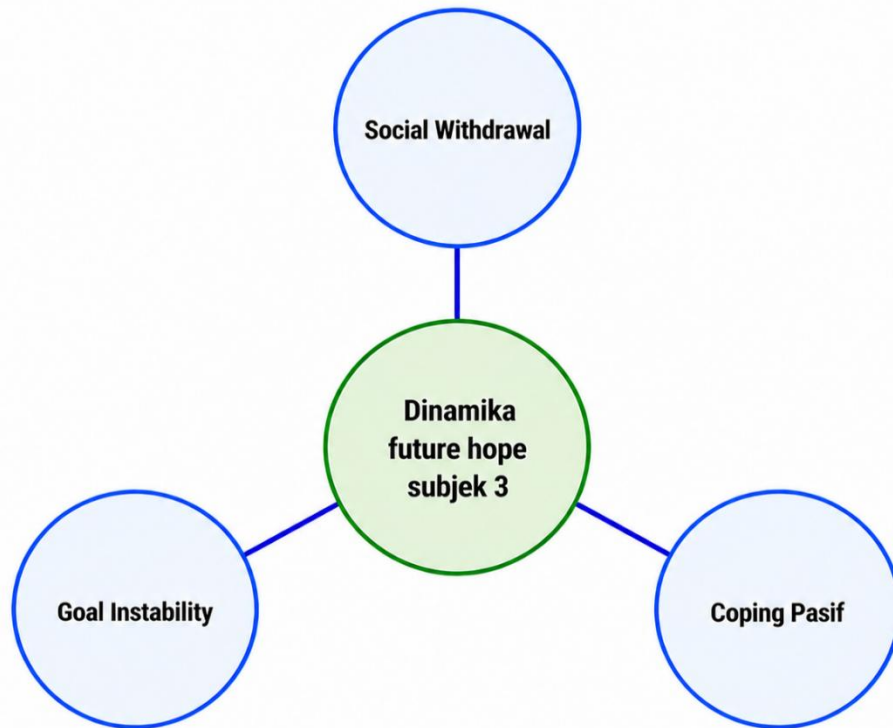 Social Withdrawal
Dinamika
future hope
subjek 3
Goal Instability
Coping Pasif